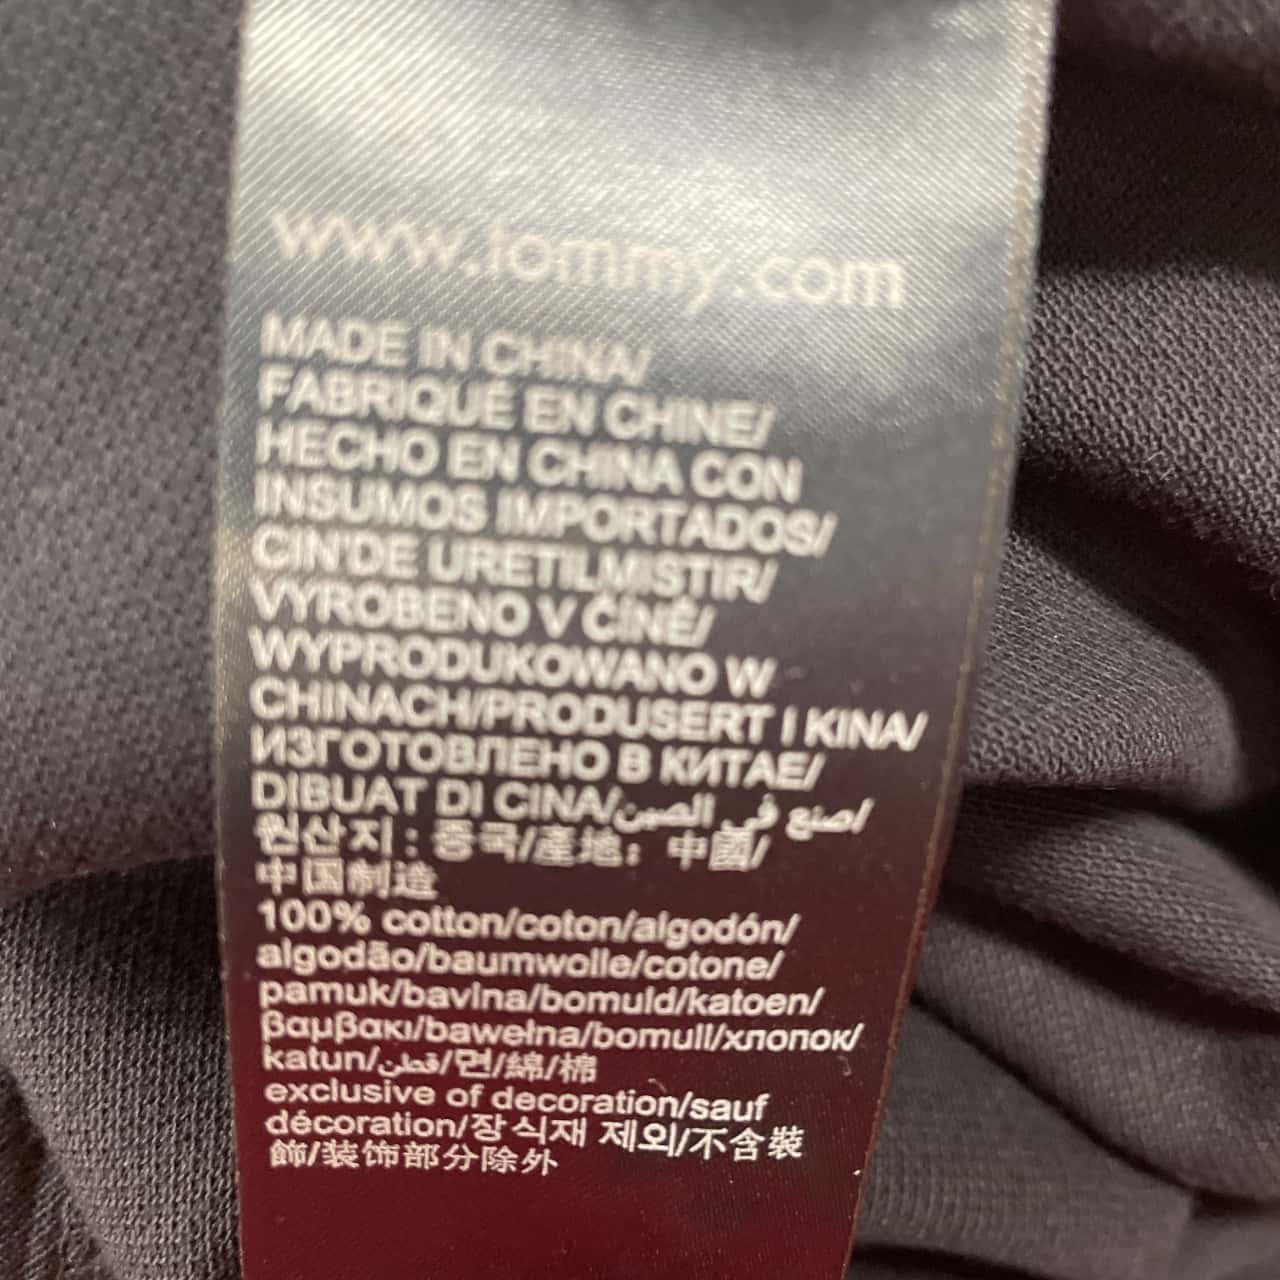 www.tommy.com
MADE IN CHINA/
FABRIQUÉ EN CHINE/
HECHO EN CHINA CON
INSUMOS IMPORTADOS/
CIN'DE URETILMISTIR/
VYROBENO V ČÍNĚ/
WYPRODUKOWANO W
CHINACH/PRODUSERT I KINA/
ИЗГОТОВЛЕНО В КИТАЕ/
DIBUAT DI CINA/صنع في الصين/
원산지 : 중국/產地：中國/
中国制造
100% cotton/coton/algodón/
algodão/baumwolle/cotone/
pamuk/bavlna/bomuld/katoen/
βαμβακι/bawełna/bomull/хлопок/
katun/قطن/면/綿/棉
exclusive of decoration/sauf
décoration/장식재 제외/不含裝
飾/装饰部分除外